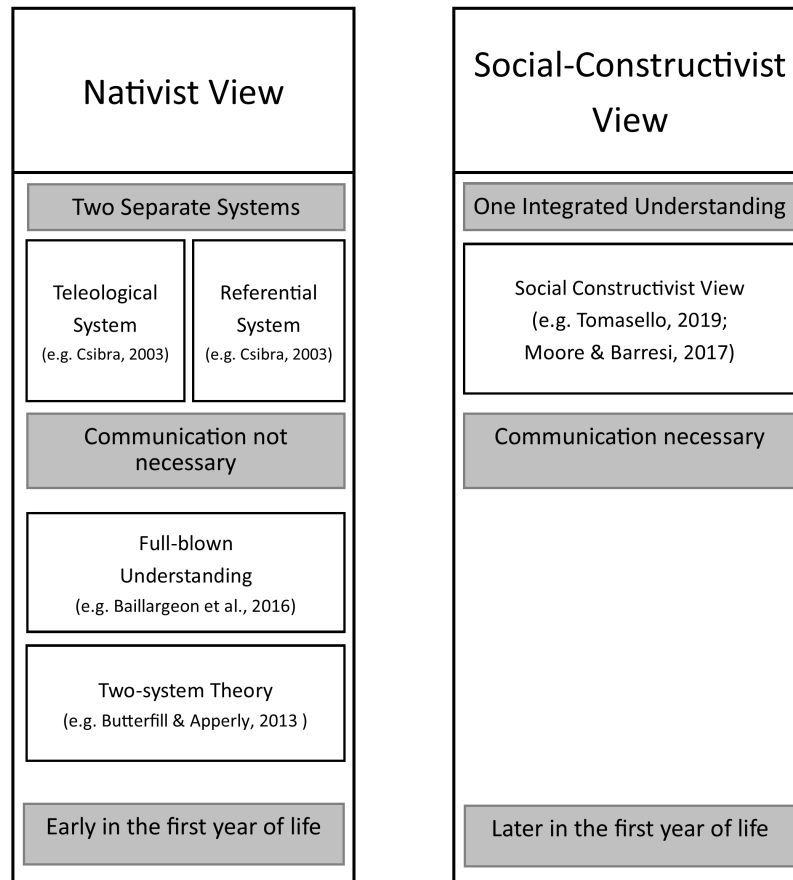 Nativist View
Two Separate Systems
Teleological
System
(e.g. Csibra, 2003)
Referential
System
(e.g. Csibra, 2003)
Communication not
necessary
Full-blown
Understanding
(e.g. Baillargeon et al., 2016)
Two-system Theory
(e.g. Butterfill & Apperly, 2013 )
Early in the first year of life
Social-Constructivist
View
One Integrated Understanding
Social Constructivist View
(e.g. Tomasello, 2019;
Moore & Barresi, 2017)
Communication necessary
Later in the first year of life